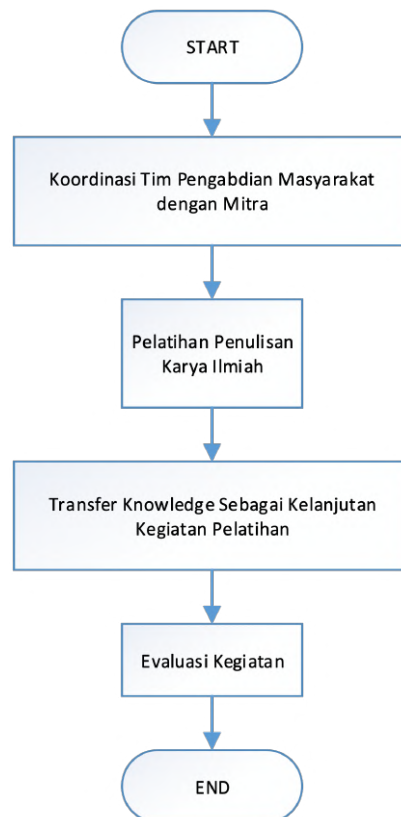 START
Koordinasi Tim Pengabdian Masyarakat
dengan Mitra
Pelatihan Penulisan
Karya Ilmiah
Transfer Knowledge Sebagai Kelanjutan
Kegiatan Pelatihan
Evaluasi Kegiatan
END